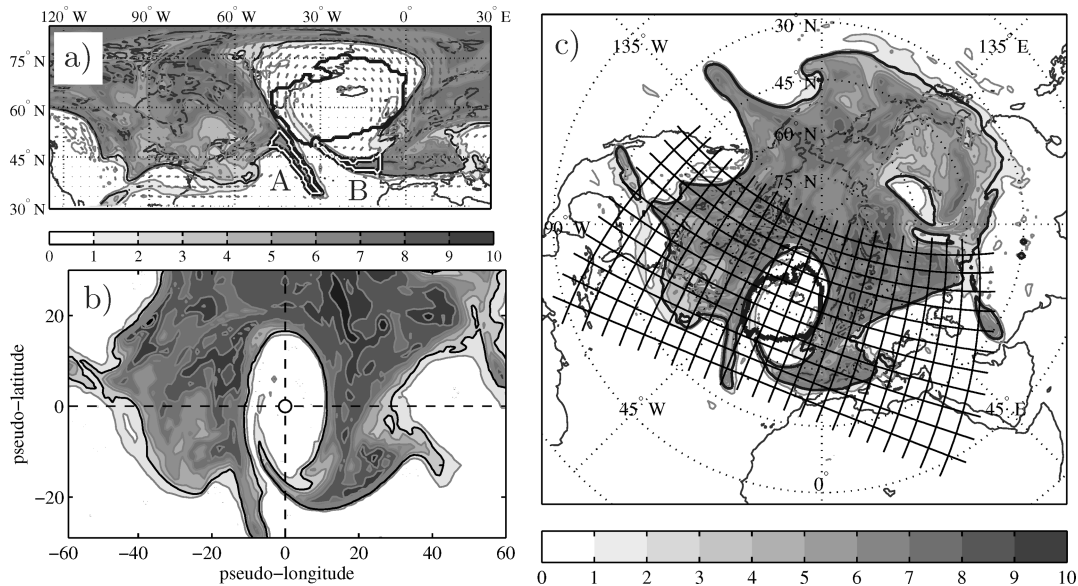 120° W 90° W 60° W 30° W 0° 30° E
a)
75° N
60° N
45° N
30° N
A
B
0 1 2 3 4 5 6 7 8 9 10
b)
20
0
−20
pseudo−latitude
−60 −40 −20 0 20 40 60
pseudo−longitude
c)
30° N
135° W
135° E
45° N
60° N
75° N
90° W
45° W
45° E
0°
0 1 2 3 4 5 6 7 8 9 10